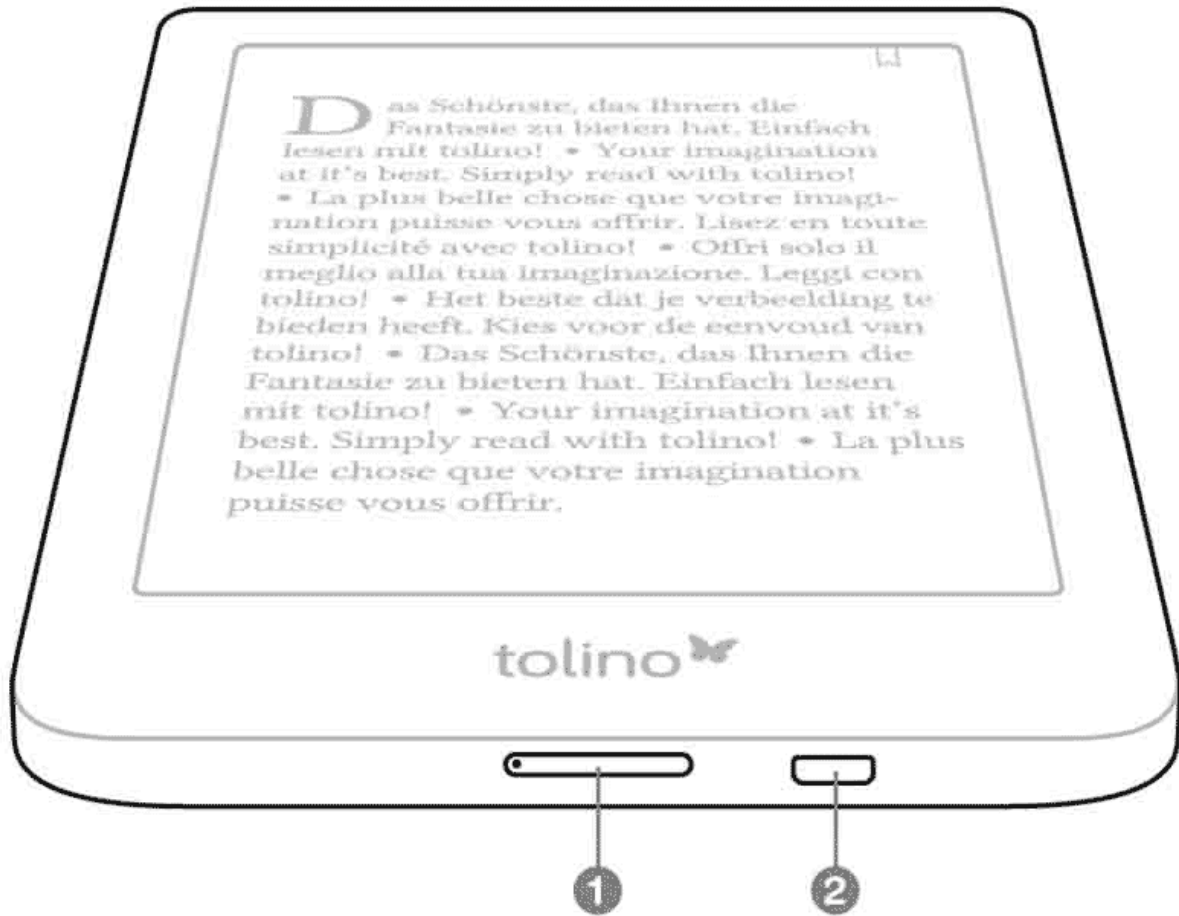 Das Schönste, das Ihnen die
Fantasie zu bieten hat. Einfach
lesen mit tolino! • Your imagination
at it's best. Simply read with tolino!
• La plus belle chose que votre imagi-
nation puisse vous offrir. Lisez en toute
simplicité avec tolino! • Offri solo il
meglio alla tua imaginazione. Leggi con
tolino! • Het beste dat je verbeelding te
bieden heeft. Kies voor de eenvoud van
tolino! • Das Schönste, das Ihnen die
Fantasie zu bieten hat. Einfach lesen
mit tolino! • Your imagination at it's
best. Simply read with tolino! • La plus
belle chose que votre imagination
puisse vous offrir.
tolino
1 2